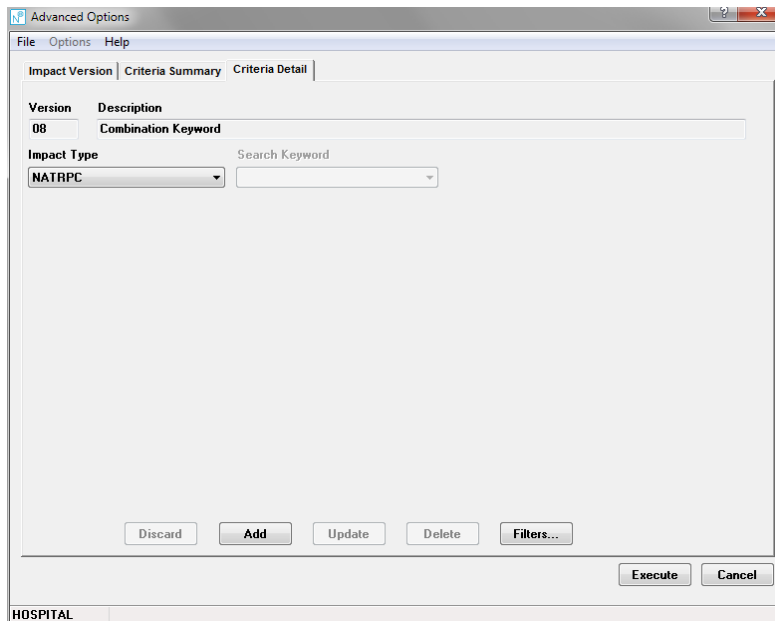 Advanced Options
File Options Help
Impact Version Criteria Summary Criteria Detail
Version Description
08 Combination Keyword
Impact Type Search Keyword
NATRPC
Discard Add Update Delete Filters...
Execute Cancel
HOSPITAL